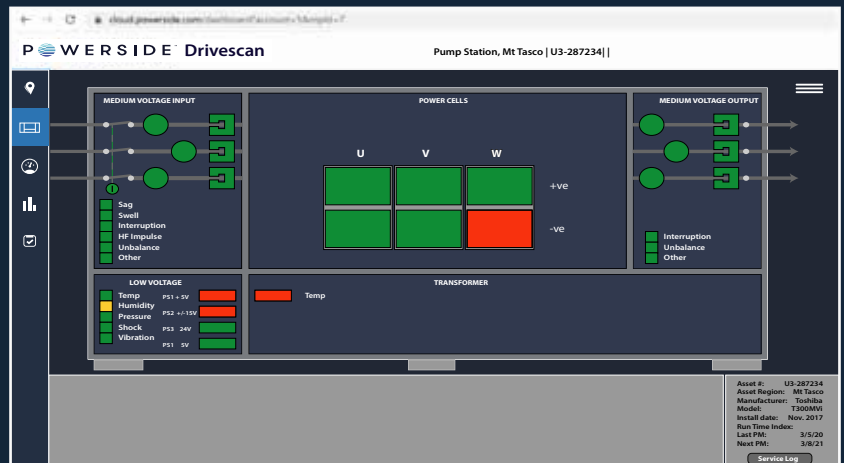 POWERSIDE Drivescan
Pump Station, Mt Tasco | U3-287234||
MEDIUM VOLTAGE INPUT
Sag
Swell
Interruption
HF Impulse
Unbalance
Other
POWER CELLS
U V W
+ve
-ve
MEDIUM VOLTAGE OUTPUT
Interruption
Unbalance
Other
LOW VOLTAGE
Temp
Humidity
Pressure
Shock
Vibration
PS1 + 5V
PS2 +/-15V
PS3 24V
PS1 5V
TRANSFORMER
Temp
Asset #: U3-287234
Asset Region: Mt Tasco
Manufacturer: Toshiba
Model: T300MVi
Install date: Nov. 2017
Run Time Index:
Last PM: 3/5/20
Next PM: 3/8/21
Service Log